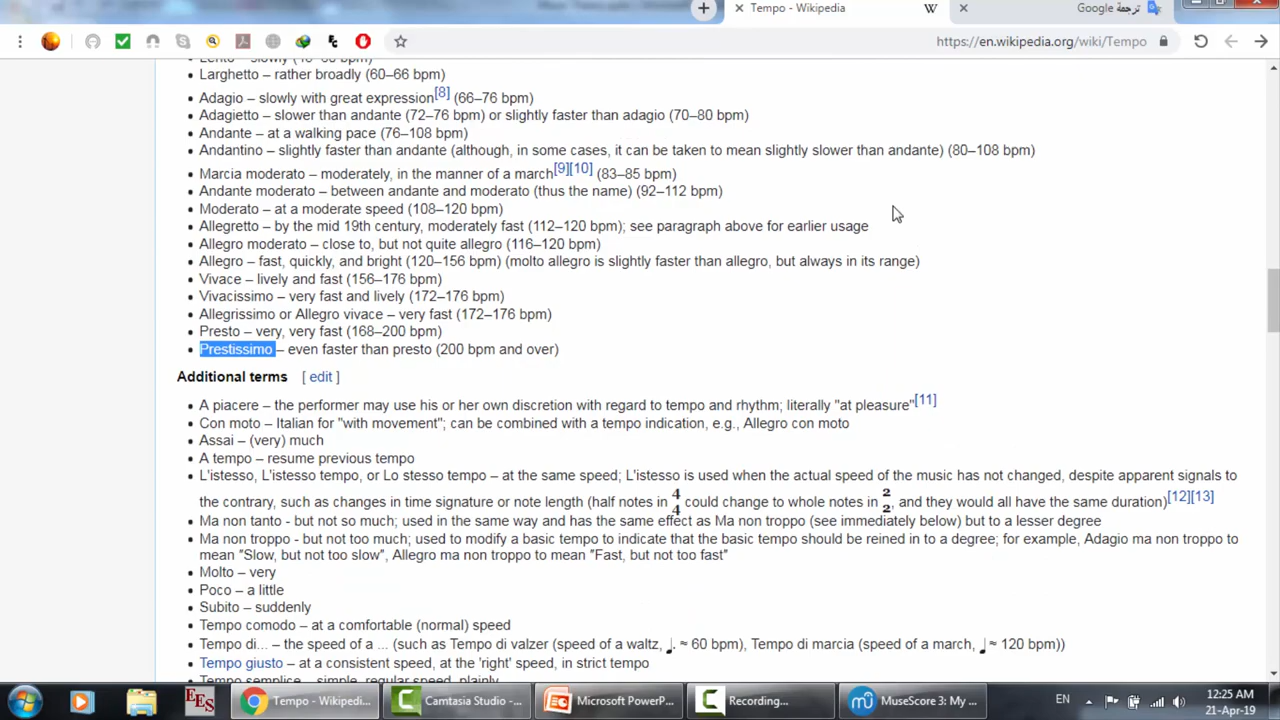 Tempo - Wikipedia
ترجمة Google
https://en.wikipedia.org/wiki/Tempo
Larghetto – rather broadly (60–66 bpm)
Adagio – slowly with great expression[8] (66–76 bpm)
Adagietto – slower than andante (72–76 bpm) or slightly faster than adagio (70–80 bpm)
Andante – at a walking pace (76–108 bpm)
Andantino – slightly faster than andante (although, in some cases, it can be taken to mean slightly slower than andante) (80–108 bpm)
Marcia moderato – moderately, in the manner of a march[9][10] (83–85 bpm)
Andante moderato – between andante and moderato (thus the name) (92–112 bpm)
Moderato – at a moderate speed (108–120 bpm)
Allegretto – by the mid 19th century, moderately fast (112–120 bpm); see paragraph above for earlier usage
Allegro moderato – close to, but not quite allegro (116–120 bpm)
Allegro – fast, quickly, and bright (120–156 bpm) (molto allegro is slightly faster than allegro, but always in its range)
Vivace – lively and fast (156–176 bpm)
Vivacissimo – very fast and lively (172–176 bpm)
Allegrissimo or Allegro vivace – very fast (172–176 bpm)
Presto – very, very fast (168–200 bpm)
Prestissimo – even faster than presto (200 bpm and over)
Additional terms [ edit ]
A piacere – the performer may use his or her own discretion with regard to tempo and rhythm; literally "at pleasure"[11]
Con moto – Italian for "with movement"; can be combined with a tempo indication, e.g., Allegro con moto
Assai – (very) much
A tempo – resume previous tempo
L'istesso, L'istesso tempo, or Lo stesso tempo – at the same speed; L'istesso is used when the actual speed of the music has not changed, despite apparent signals to
the contrary, such as changes in time signature or note length (half notes in 4/4 could change to whole notes in 2/2, and they would all have the same duration)[12][13]
Ma non tanto - but not so much; used in the same way and has the same effect as Ma non troppo (see immediately below) but to a lesser degree
Ma non troppo - but not too much; used to modify a basic tempo to indicate that the basic tempo should be reined in to a degree; for example, Adagio ma non troppo to
mean "Slow, but not too slow", Allegro ma non troppo to mean "Fast, but not too fast"
Molto – very
Poco – a little
Subito – suddenly
Tempo comodo – at a comfortable (normal) speed
Tempo di... – the speed of a ... (such as Tempo di valzer (speed of a waltz, ♩. ≈ 60 bpm), Tempo di marcia (speed of a march, ♩ ≈ 120 bpm))
Tempo giusto – at a consistent speed, at the 'right' speed, in strict tempo
Tempo semplice – simple, regular speed, plainly
EES
Tempo - Wikipedi...
Camtasia Studio -...
Microsoft PowerP...
Recording...
MuseScore 3: My ...
EN
12:25 AM
21-Apr-19